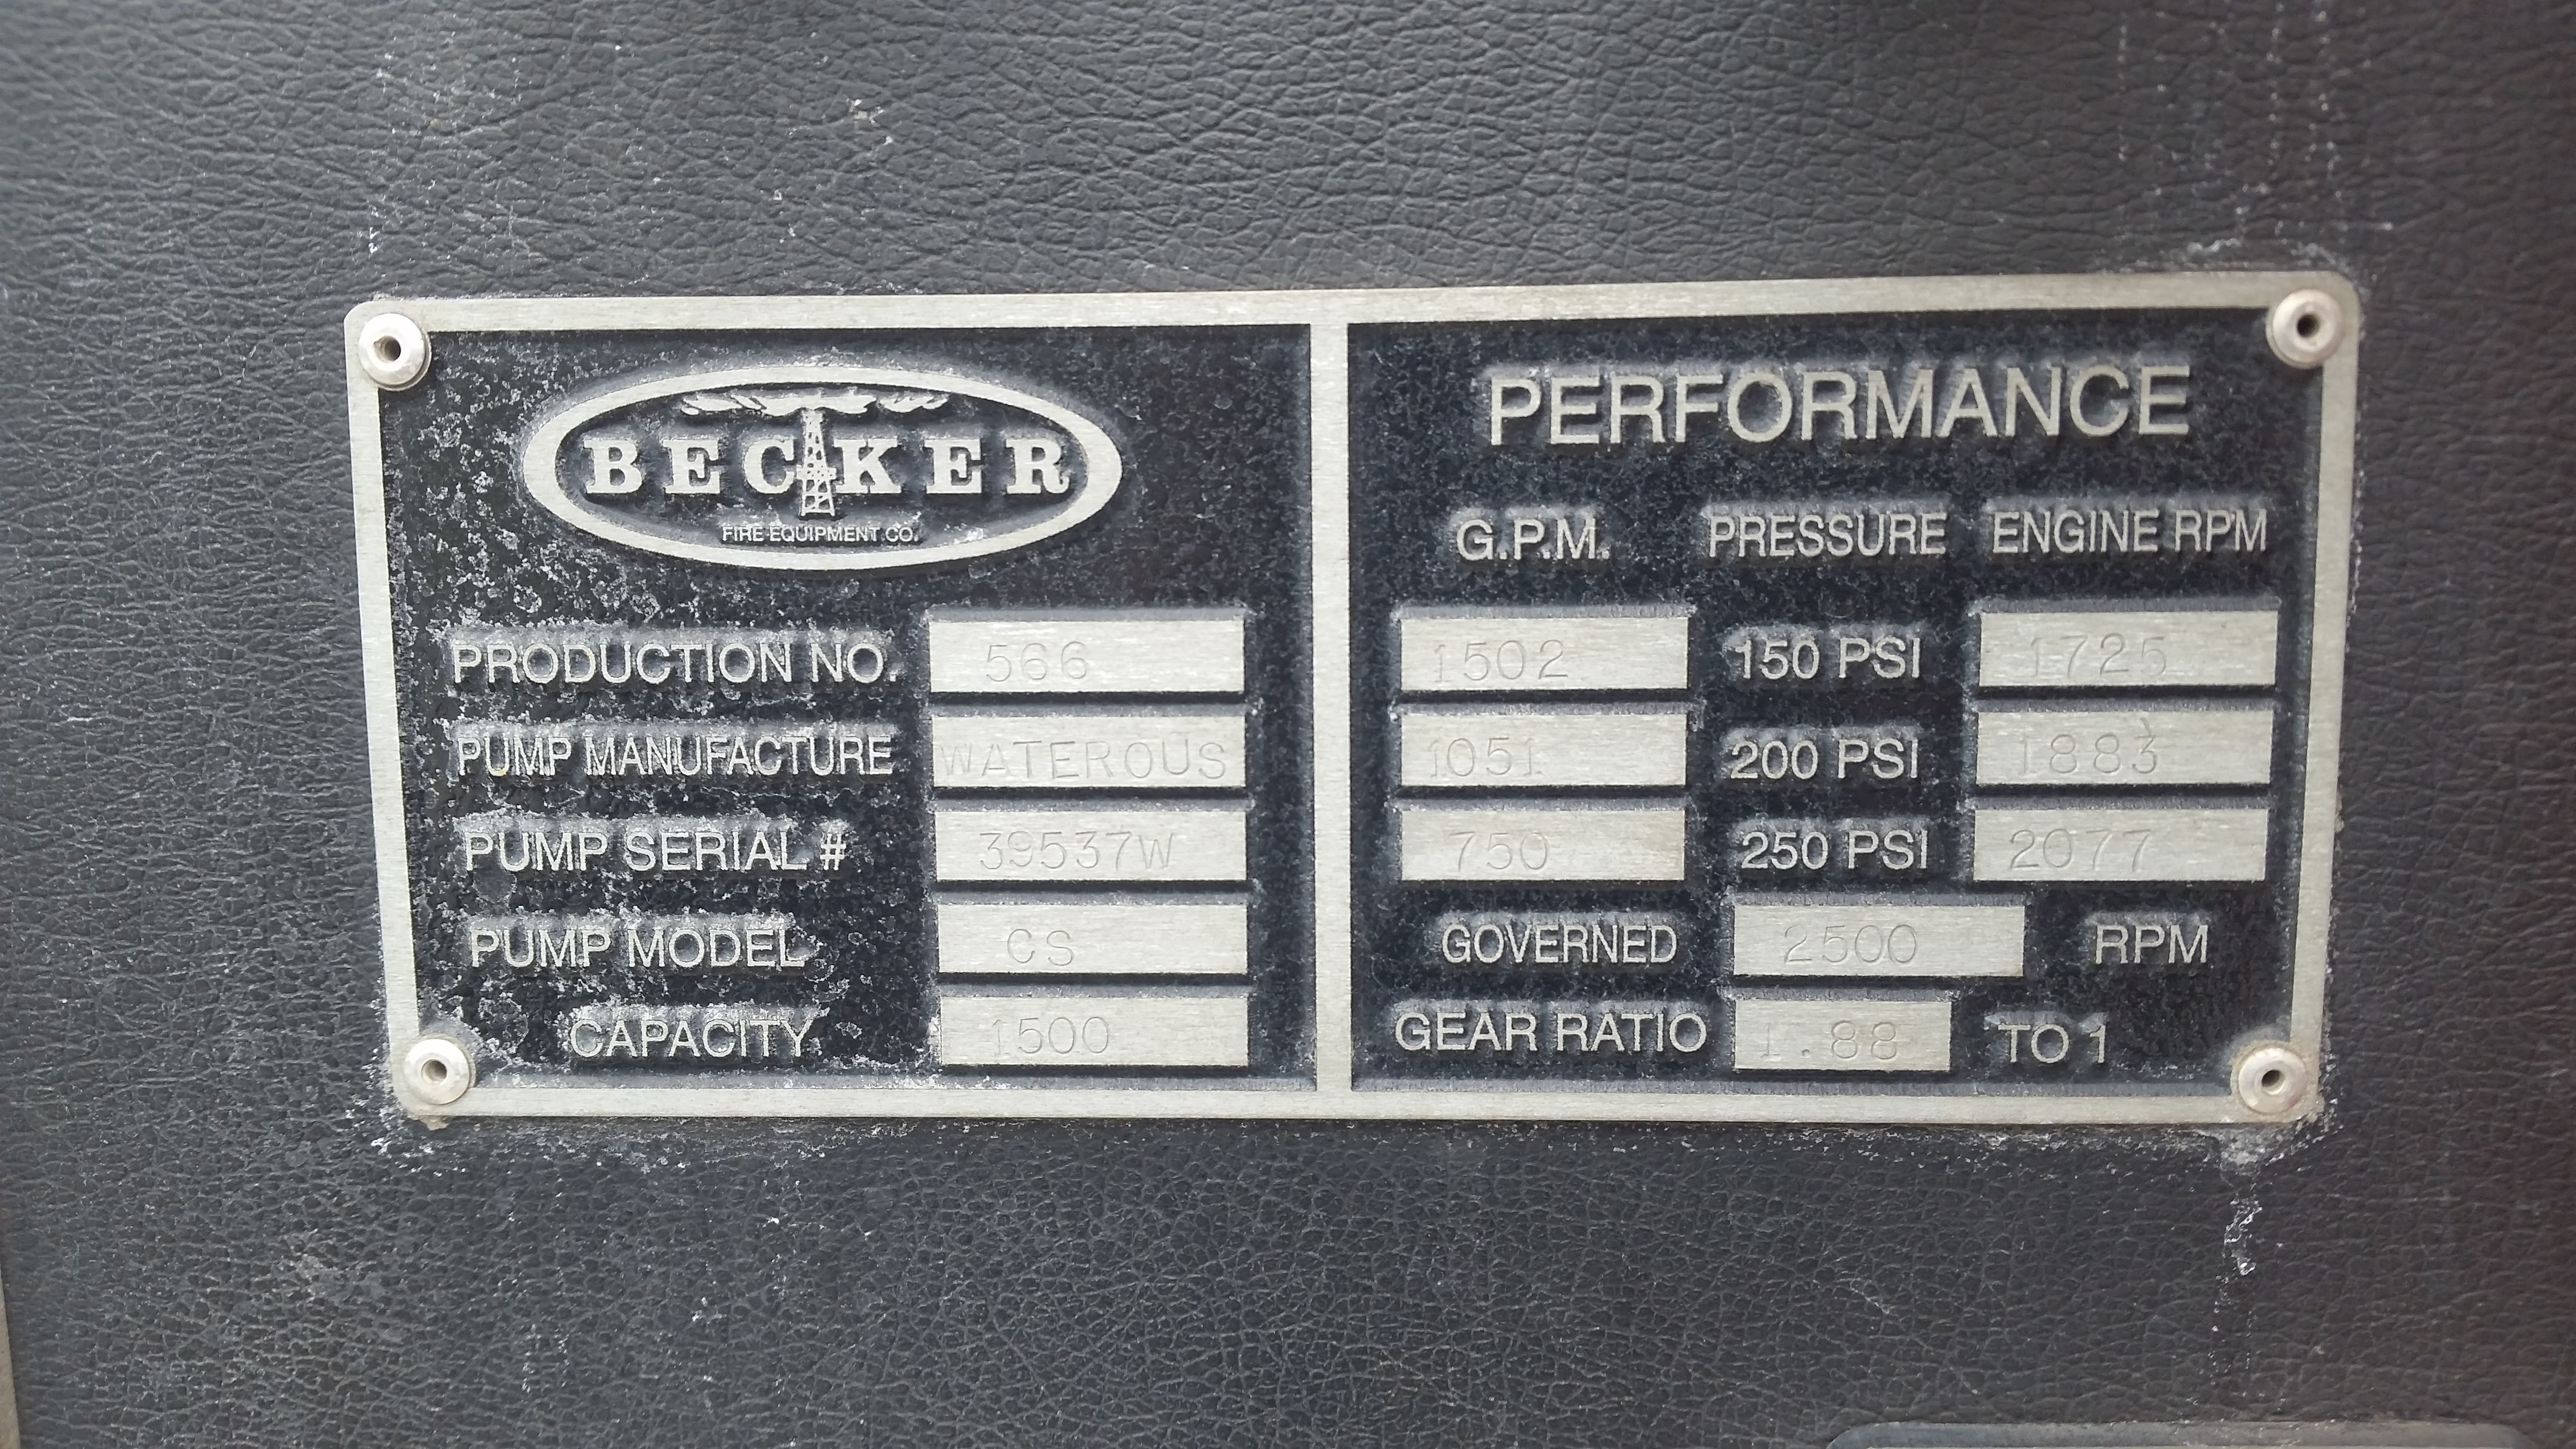 BECKER
FIRE EQUIPMENT CO.
PRODUCTION NO. 566
PUMP MANUFACTURE WATEROUS
PUMP SERIAL # 39537W
PUMP MODEL CS
CAPACITY 1500
PERFORMANCE
G.P.M. PRESSURE ENGINE RPM
1502 150 PSI 1725
1051 200 PSI 1883
750 250 PSI 2077
GOVERNED 2500 RPM
GEAR RATIO 1.88 TO 1